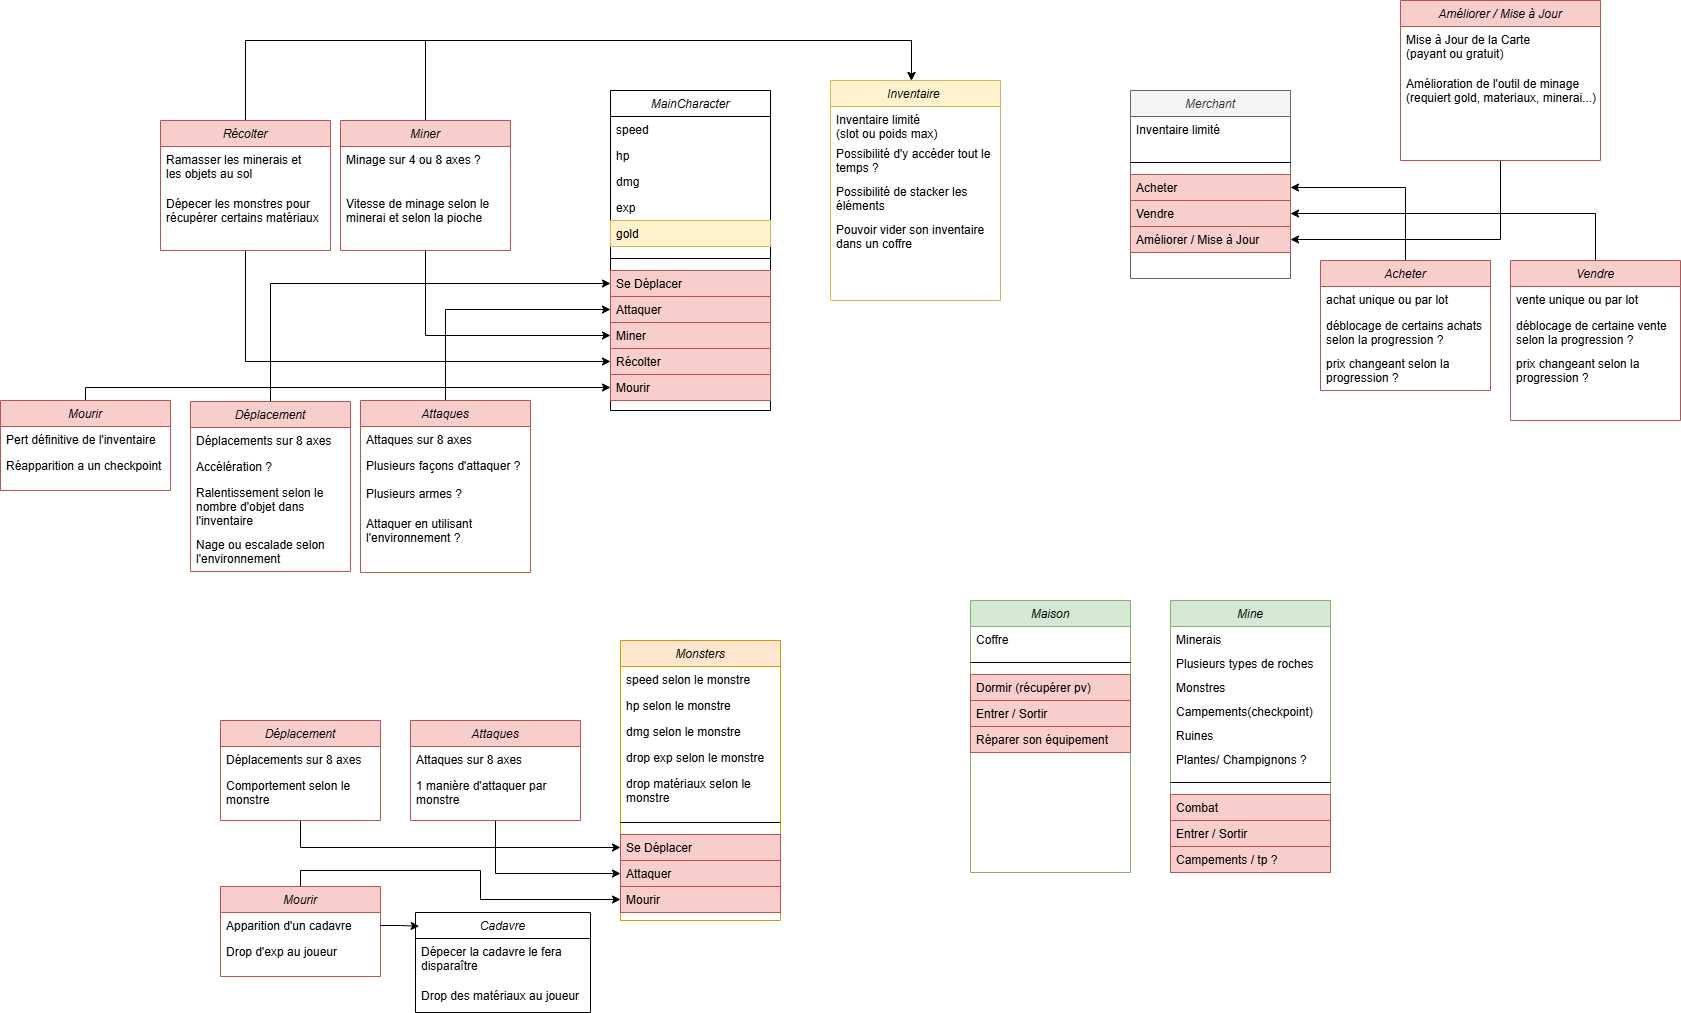 Améliorer / Mise à Jour
Mise à Jour de la Carte
(payant ou gratuit)
Amélioration de l'outil de minage
(requiert gold, materiaux, minerai...)
Récolter
Ramasser les minerais et
les objets au sol
Dépecer les monstres pour
récupérer certains matériaux
Miner
Minage sur 4 ou 8 axes ?
Vitesse de minage selon le
minerai et selon la pioche
MainCharacter
speed
hp
dmg
exp
gold
Se Déplacer
Attaquer
Miner
Récolter
Mourir
Inventaire
Inventaire limité
(slot ou poids max)
Possibilité d'y accéder tout le
temps ?
Possibilité de stacker les
éléments
Pouvoir vider son inventaire
dans un coffre
Merchant
Inventaire limité
Acheter
Vendre
Améliorer / Mise à Jour
Acheter
achat unique ou par lot
déblocage de certains achats
selon la progression ?
prix changeant selon la
progression ?
Vendre
vente unique ou par lot
déblocage de certaine vente
selon la progression ?
prix changeant selon la
progression ?
Mourir
Pert définitive de l'inventaire
Réapparition a un checkpoint
Déplacement
Déplacements sur 8 axes
Accélération ?
Ralentissement selon le
nombre d'objet dans
l'inventaire
Nage ou escalade selon
l'environnement
Attaques
Attaques sur 8 axes
Plusieurs façons d'attaquer ?
Plusieurs armes ?
Attaquer en utilisant
l'environnement ?
Maison
Coffre
Dormir (récupérer pv)
Entrer / Sortir
Réparer son équipement
Mine
Minerais
Plusieurs types de roches
Monstres
Campements(checkpoint)
Ruines
Plantes/ Champignons ?
Combat
Entrer / Sortir
Campements / tp ?
Monsters
speed selon le monstre
hp selon le monstre
dmg selon le monstre
drop exp selon le monstre
drop matériaux selon le
monstre
Se Déplacer
Attaquer
Mourir
Déplacement
Déplacements sur 8 axes
Comportement selon le
monstre
Attaques
Attaques sur 8 axes
1 manière d'attaquer par
monstre
Mourir
Apparition d'un cadavre
Drop d'exp au joueur
Cadavre
Dépecer la cadavre le fera
disparaître
Drop des matériaux au joueur